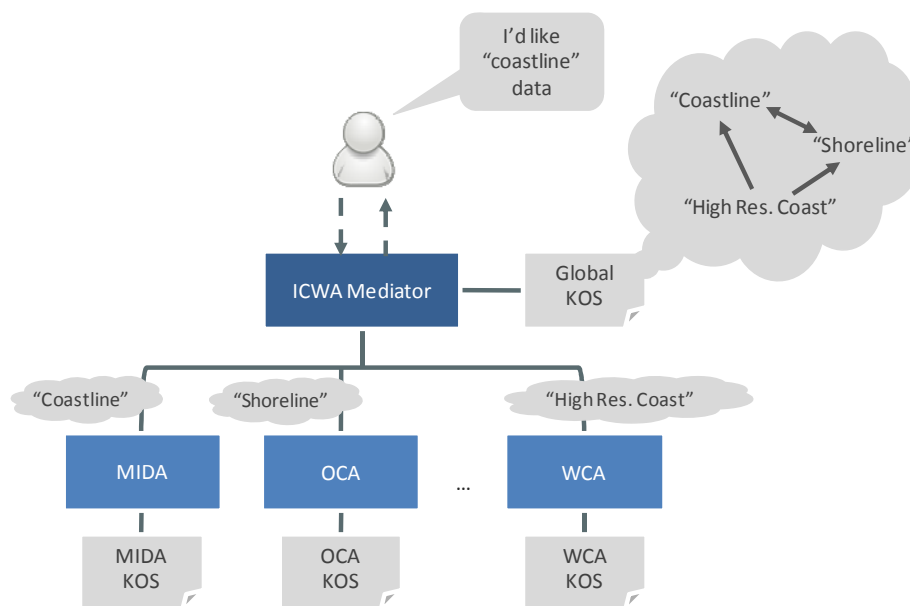 I'd like
“coastline”
data
“Coastline”
“Shoreline”
“High Res. Coast”
ICWA Mediator
Global
KOS
“Coastline”
“Shoreline”
“High Res. Coast”
MIDA
OCA
...
WCA
MIDA
KOS
OCA
KOS
WCA
KOS